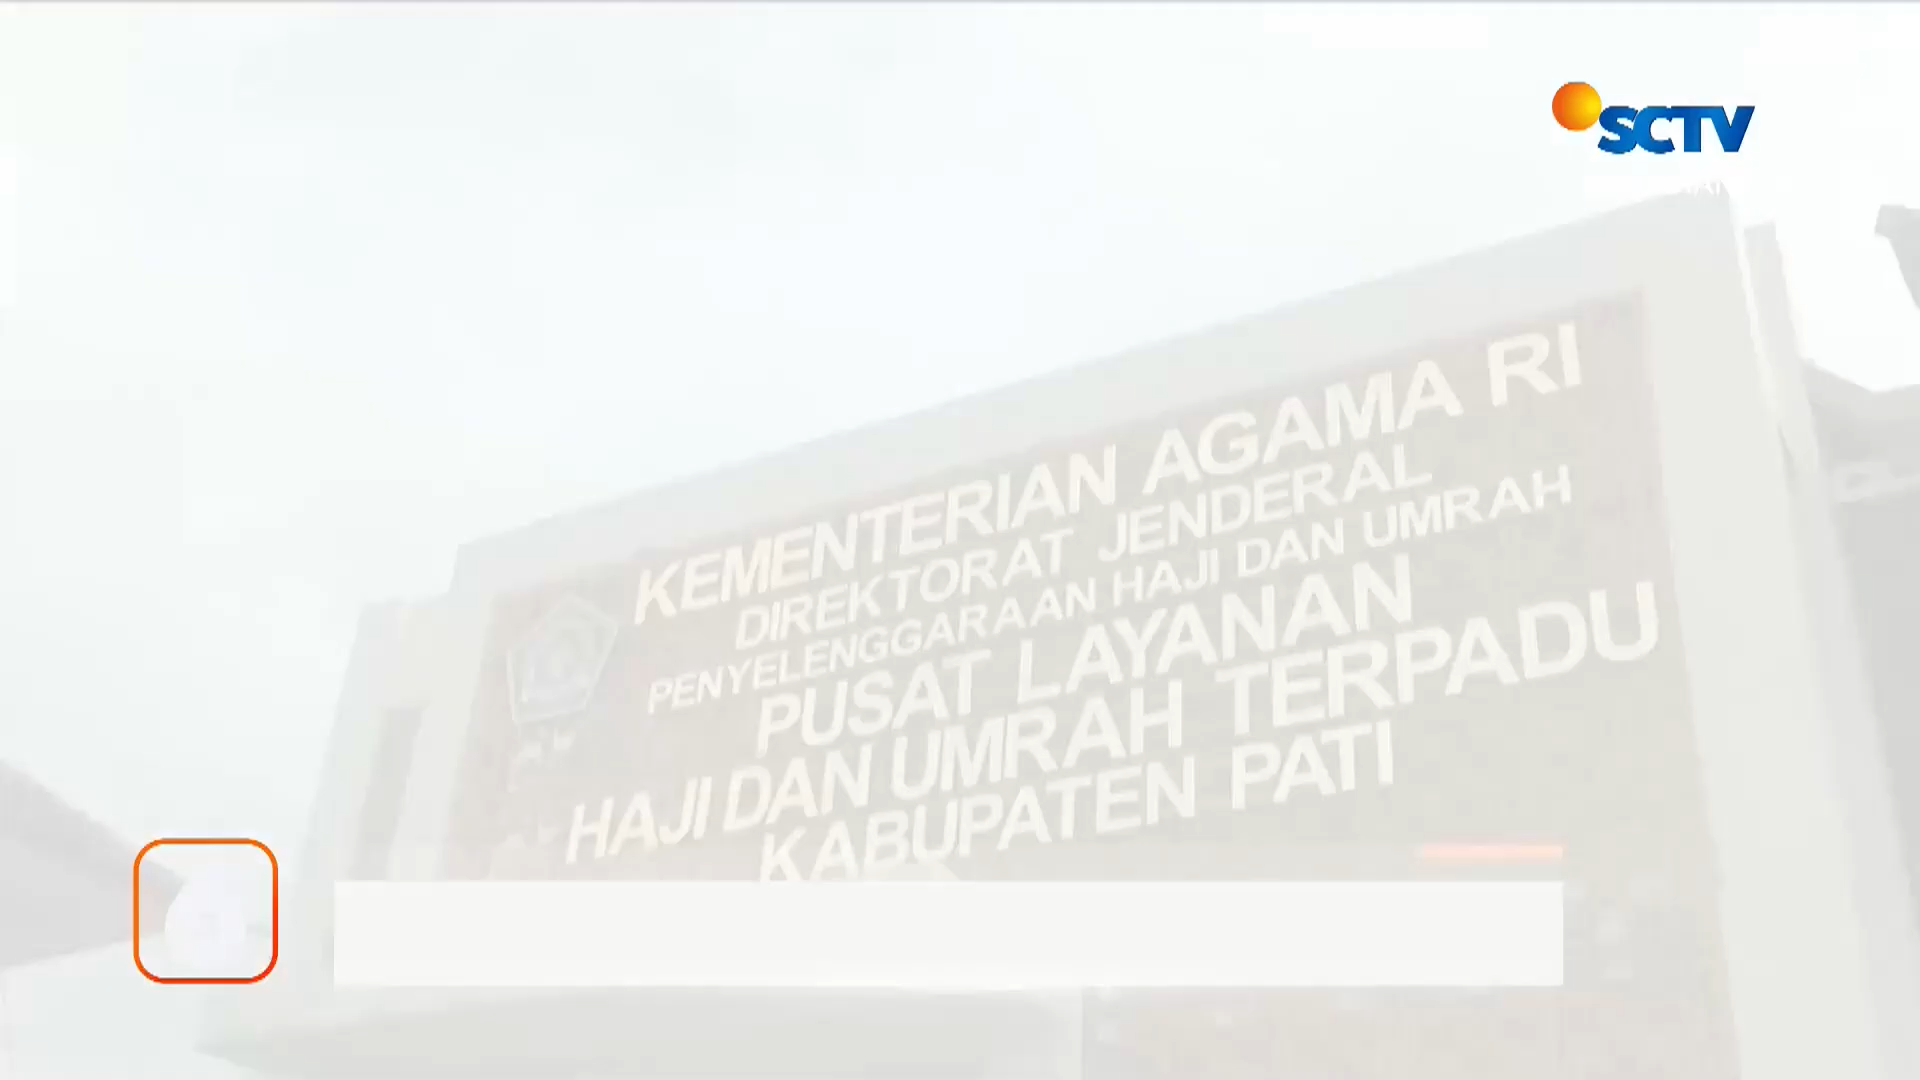 SCTV
KEMENTERIAN AGAMA RI
DIREKTORAT JENDERAL
PENYELENGGARAAN HAJI DAN UMRAH
PUSAT LAYANAN
HAJI DAN UMRAH TERPADU
KABUPATEN PATI